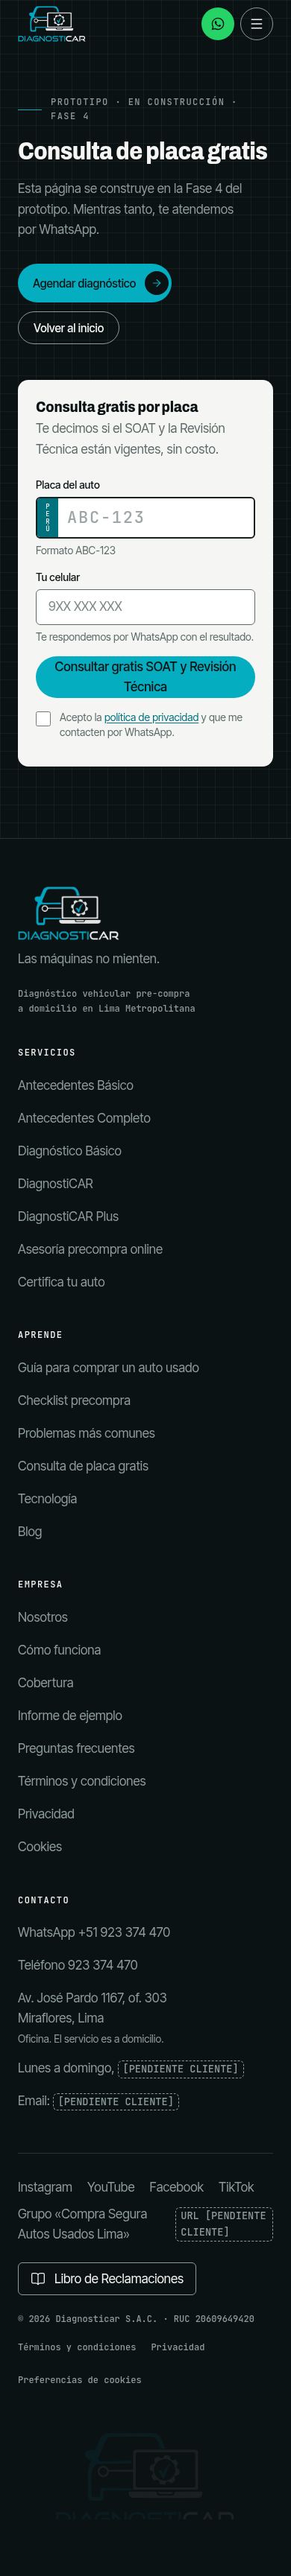 DIAGNOSTICAR
PROTOTIPO · EN CONSTRUCCIÓN ·
FASE 4
Consulta de placa gratis
Esta página se construye en la Fase 4 del
prototipo. Mientras tanto, te atendemos
por WhatsApp.
Agendar diagnóstico
Volver al inicio
Consulta gratis por placa
Te decimos si el SOAT y la Revisión
Técnica están vigentes, sin costo.
Placa del auto
PERÚ
ABC-123
Formato ABC-123
Tu celular
9XX XXX XXX
Te respondemos por WhatsApp con el resultado.
Consultar gratis SOAT y Revisión
Técnica
Acepto la política de privacidad y que me
contacten por WhatsApp.
DIAGNOSTICAR
Las máquinas no mienten.
Diagnóstico vehicular pre-compra
a domicilio en Lima Metropolitana
SERVICIOS
Antecedentes Básico
Antecedentes Completo
Diagnóstico Básico
DiagnostiCAR
DiagnostiCAR Plus
Asesoría precompra online
Certifica tu auto
APRENDE
Guía para comprar un auto usado
Checklist precompra
Problemas más comunes
Consulta de placa gratis
Tecnología
Blog
EMPRESA
Nosotros
Cómo funciona
Cobertura
Informe de ejemplo
Preguntas frecuentes
Términos y condiciones
Privacidad
Cookies
CONTACTO
WhatsApp +51 923 374 470
Teléfono 923 374 470
Av. José Pardo 1167, of. 303
Miraflores, Lima
Oficina. El servicio es a domicilio.
Lunes a domingo, [PENDIENTE CLIENTE]
Email: [PENDIENTE CLIENTE]
Instagram YouTube Facebook TikTok
Grupo «Compra Segura
Autos Usados Lima»
URL [PENDIENTE
CLIENTE]
Libro de Reclamaciones
© 2026 Diagnosticar S.A.C. · RUC 20609649420
Términos y condiciones Privacidad
Preferencias de cookies
DIAGNOSTICAR